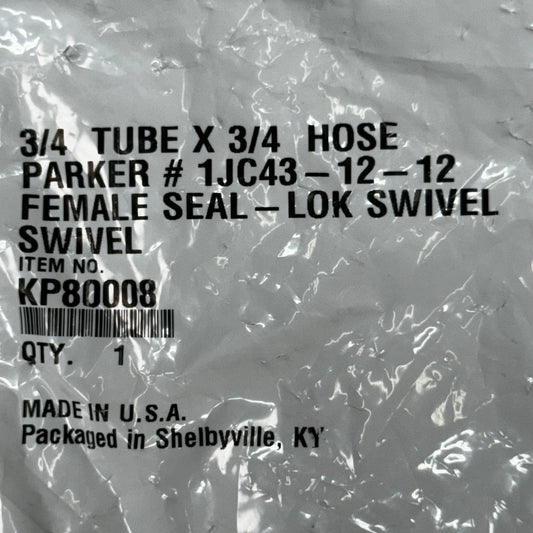 3/4 TUBE X 3/4 HOSE
PARKER # 1JC43-12-12
FEMALE SEAL-LOK SWIVEL
SWIVEL
ITEM NO.
KP80008
QTY. 1
MADE IN U.S.A.
Packaged in Shelbyville, KY